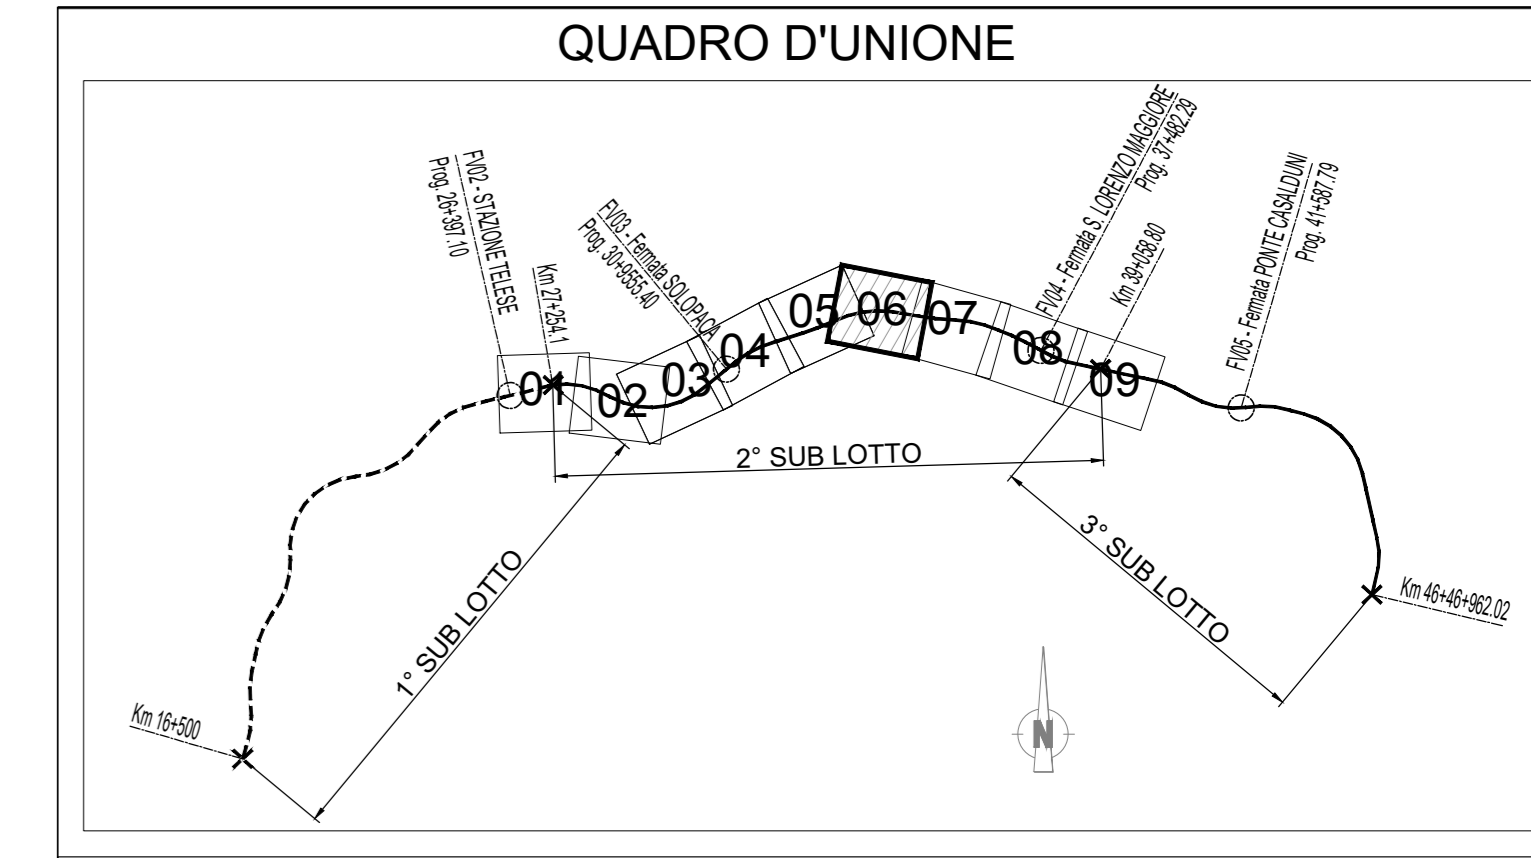 QUADRO D'UNIONE
FV02 - STAZIONE TELESE
Prog. 26+397.10
Km 27+254.1
FV03 - Fermata SOLOPACA
Prog. 30+9555.40
FV04 - Fermata S. LORENZO MAGGIORE
Prog. 37+482.29
Km 39+058.80
FV05 - Fermata PONTE CASALDUNI
Prog. 41+587.79
01
02
03
04
05
06
07
08
09
2° SUB LOTTO
1° SUB LOTTO
3° SUB LOTTO
Km 46+46+962.02
Km 16+500
N